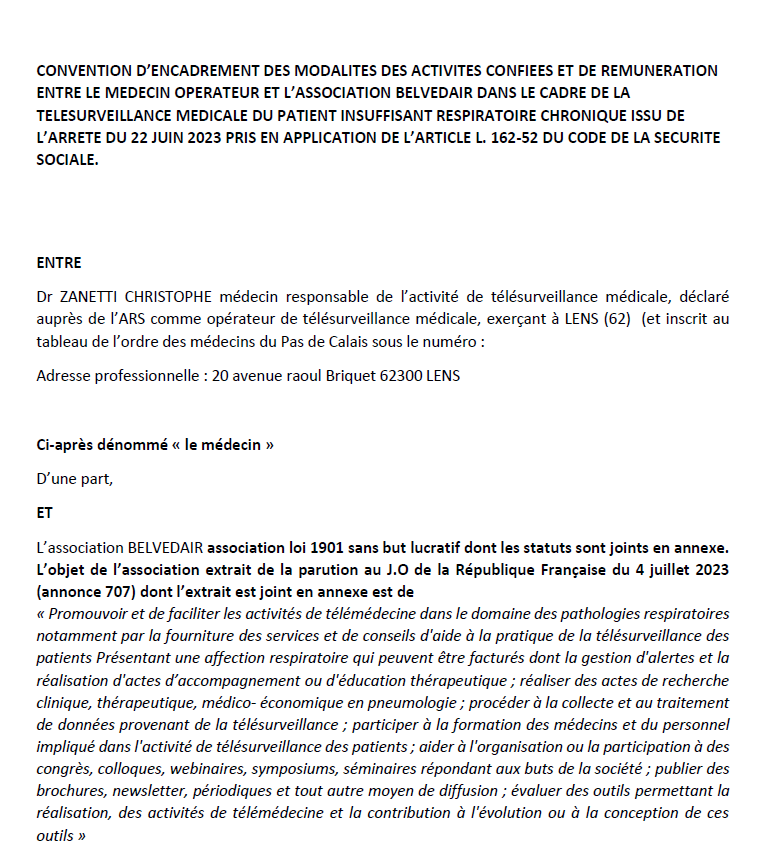 CONVENTION D’ENCADREMENT DES MODALITES DES ACTIVITES CONFIEES ET DE REMUNERATION
ENTRE LE MEDECIN OPERATEUR ET L’ASSOCIATION BELVEDAIR DANS LE CADRE DE LA
TELESURVEILLANCE MEDICALE DU PATIENT INSUFFISANT RESPIRATOIRE CHRONIQUE ISSU DE
L’ARRETE DU 22 JUIN 2023 PRIS EN APPLICATION DE L’ARTICLE L. 162-52 DU CODE DE LA SECURITE
SOCIALE.
ENTRE
Dr ZANETTI CHRISTOPHE médecin responsable de l’activité de télésurveillance médicale, déclaré
auprès de l’ARS comme opérateur de télésurveillance médicale, exerçant à LENS (62) (et inscrit au
tableau de l’ordre des médecins du Pas de Calais sous le numéro :
Adresse professionnelle : 20 avenue raoul Briquet 62300 LENS
Ci-après dénommé « le médecin »
D’une part,
ET
L’association BELVEDAIR association loi 1901 sans but lucratif dont les statuts sont joints en annexe.
L’objet de l’association extrait de la parution au J.O de la République Française du 4 juillet 2023
(annonce 707) dont l’extrait est joint en annexe est de
« Promouvoir et de faciliter les activités de télémédecine dans le domaine des pathologies respiratoires
notamment par la fourniture des services et de conseils d'aide à la pratique de la télésurveillance des
patients Présentant une affection respiratoire qui peuvent être facturés dont la gestion d'alertes et la
réalisation d'actes d’accompagnement ou d'éducation thérapeutique ; réaliser des actes de recherche
clinique, thérapeutique, médico- économique en pneumologie ; procéder à la collecte et au traitement
de données provenant de la télésurveillance ; participer à la formation des médecins et du personnel
impliqué dans l'activité de télésurveillance des patients ; aider à l'organisation ou la participation à des
congrès, colloques, webinaires, symposiums, séminaires répondant aux buts de la société ; publier des
brochures, newsletter, périodiques et tout autre moyen de diffusion ; évaluer des outils permettant la
réalisation, des activités de télémédecine et la contribution à l'évolution ou à la conception de ces
outils »